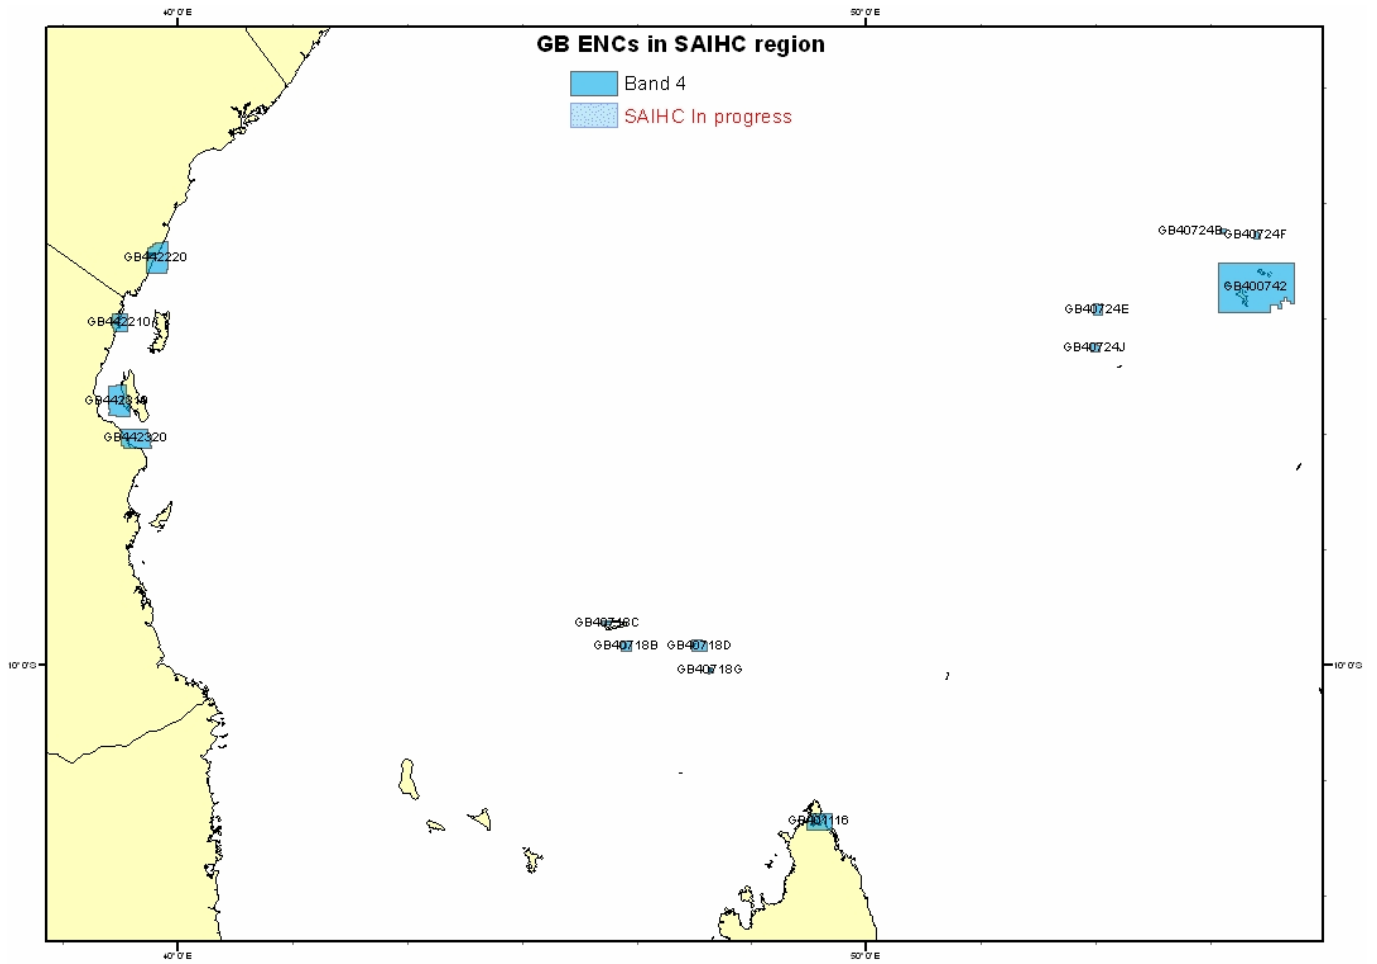 40° 0'E 50° 0'E
GB ENCs in SAIHC region
Band 4
SAIHC In progress
GB40724B GB40724F
GB442220
GB400742
GB40724E
GB442210
GB40724J
GB442320
GB40718C
GB40718B GB40718D
10° 0'S 10° 0'S
GB40718G
GB401116
40° 0'E 50° 0'E